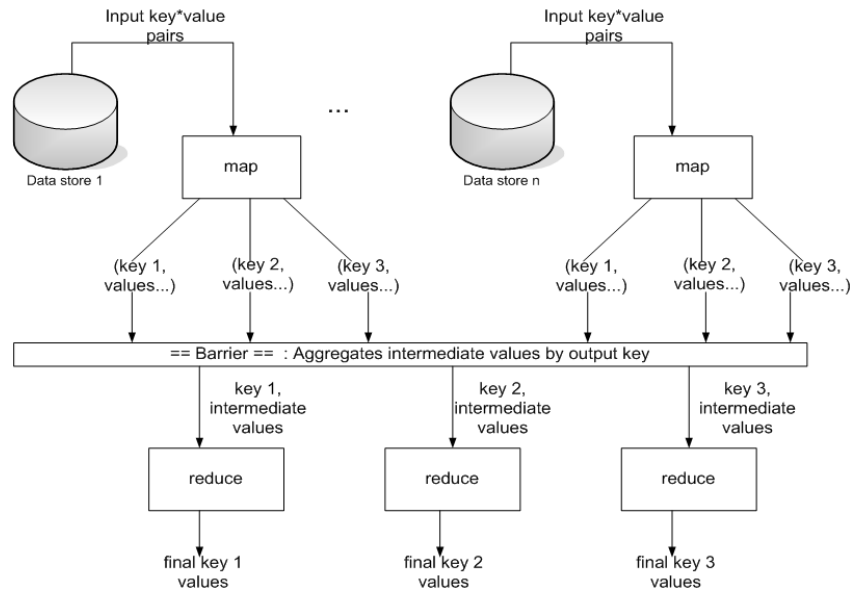 Input key*value
pairs
Input key*value
pairs
...
map
map
Data store 1
Data store n
(key 1,
values...)
(key 2,
values...)
(key 3,
values...)
(key 1,
values...)
(key 2,
values...)
(key 3,
values...)
== Barrier == : Aggregates intermediate values by output key
key 1,
intermediate
values
key 2,
intermediate
values
key 3,
intermediate
values
reduce
reduce
reduce
final key 1
values
final key 2
values
final key 3
values